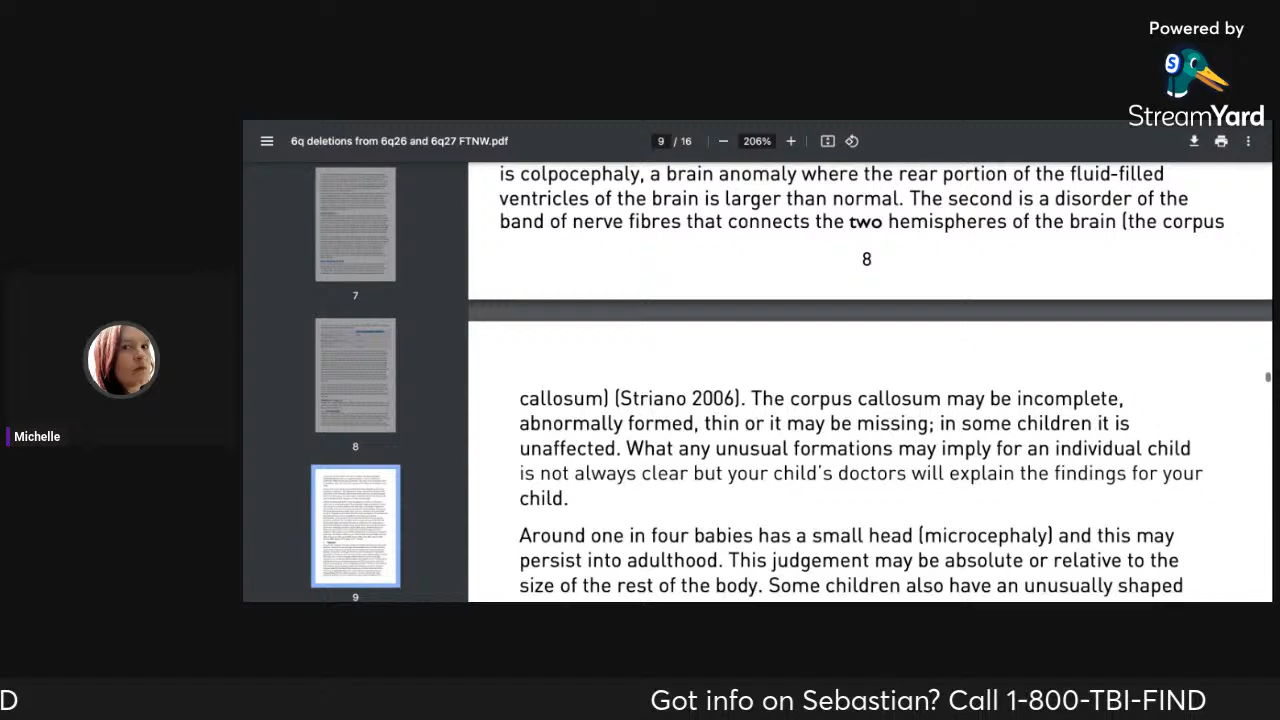 Powered by
StreamYard
6q deletions from 6q26 and 6q27 FTNW.pdf
9 / 16
206%
is colpocephaly, a brain anomaly where the rear portion of the fluid-filled
ventricles of the brain is larger than normal. The second is a disorder of the
band of nerve fibres that connects the two hemispheres of the brain (the corpus
8
7
callosum) (Striano 2006). The corpus callosum may be incomplete,
abnormally formed, thin or it may be missing; in some children it is
unaffected. What any unusual formations may imply for an individual child
is not always clear but your child's doctors will explain the findings for your
child.
8
Around one in four babies has a small head (microcephaly) and this may
persist into adulthood. This judgement may be absolute or relative to the
size of the rest of the body. Some children also have an unusually shaped
9
Michelle
D
Got info on Sebastian? Call 1-800-TBI-FIND